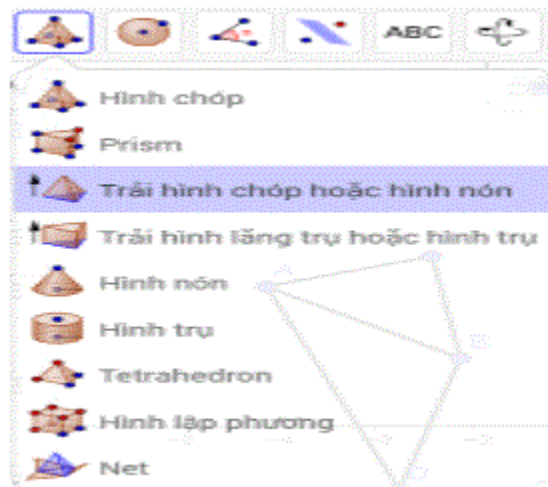 ABC
Hình chóp
Prism
Trải hình chóp hoặc hình nón
Trải hình lăng trụ hoặc hình trụ
Hình nón
Hình trụ
Tetrahedron
Hình lập phương
Net